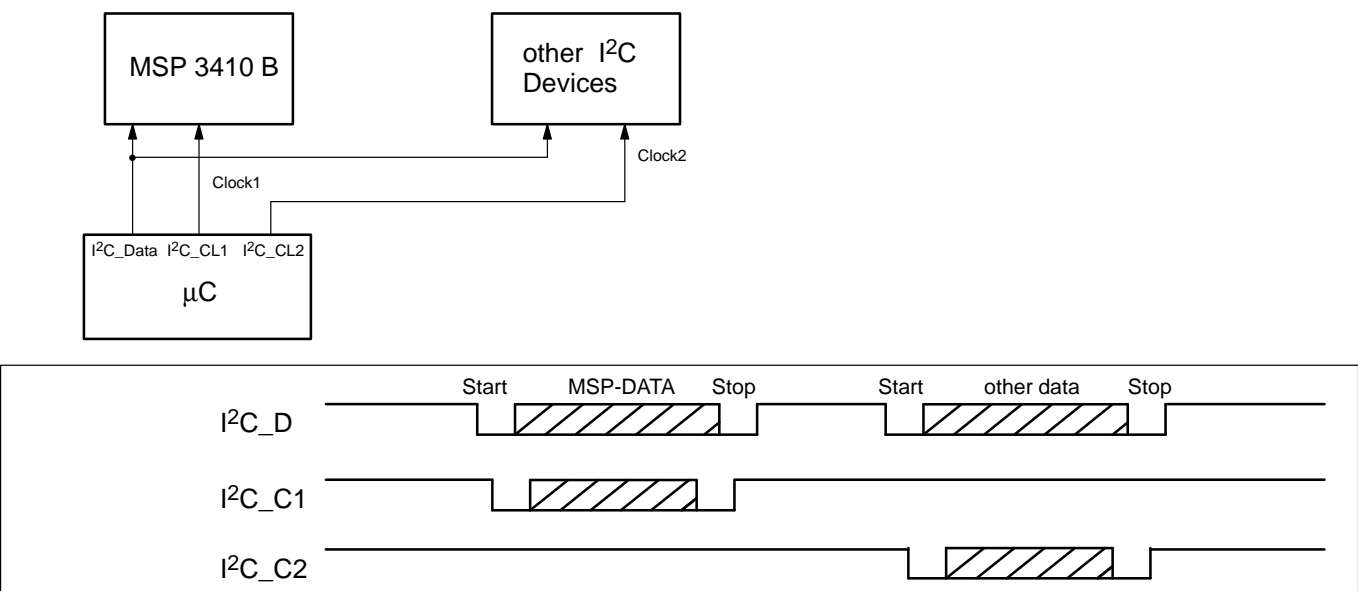 MSP 3410 B
other I²C
Devices
Clock2
Clock1
I²C_Data I²C_CL1 I²C_CL2
µC
Start MSP-DATA Stop Start other data Stop
I²C_D
I²C_C1
I²C_C2